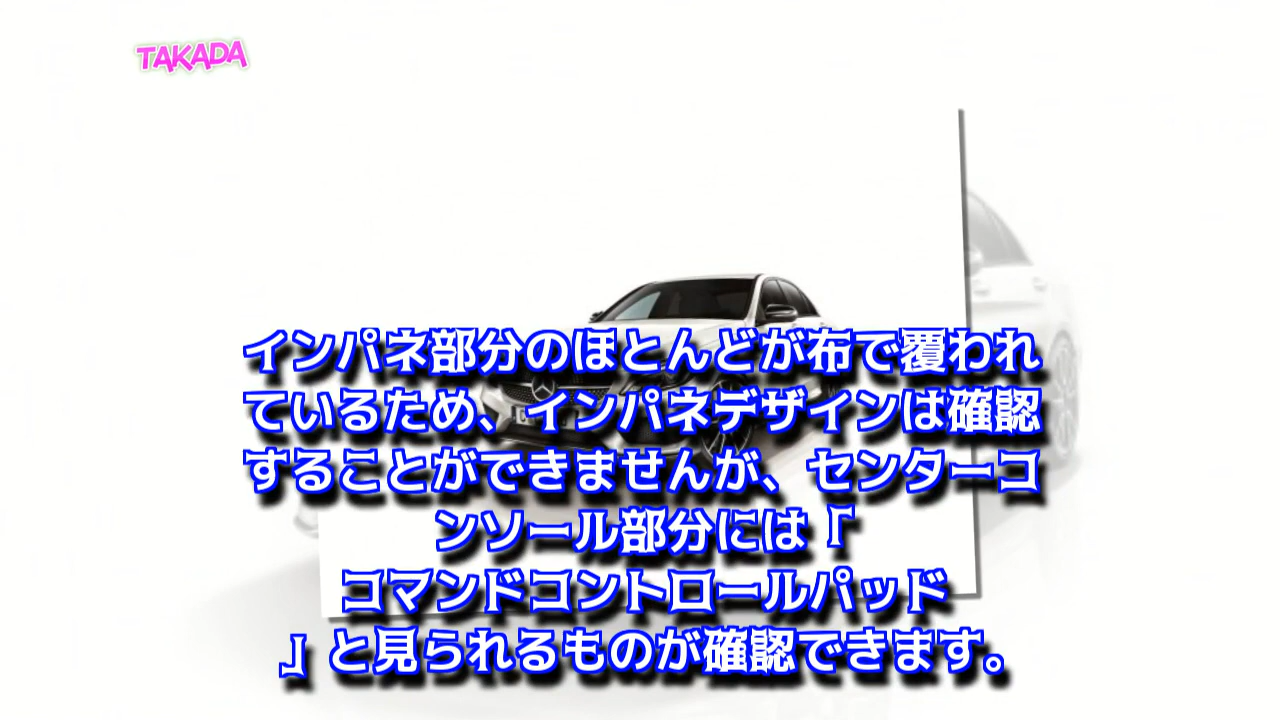 TAKADA
インパネ部分のほとんどが布で覆われ
ているため、インパネデザインは確認
することができませんが、センターコ
ンソール部分には「
コマンドコントロールパッド
」と見られるものが確認できます。